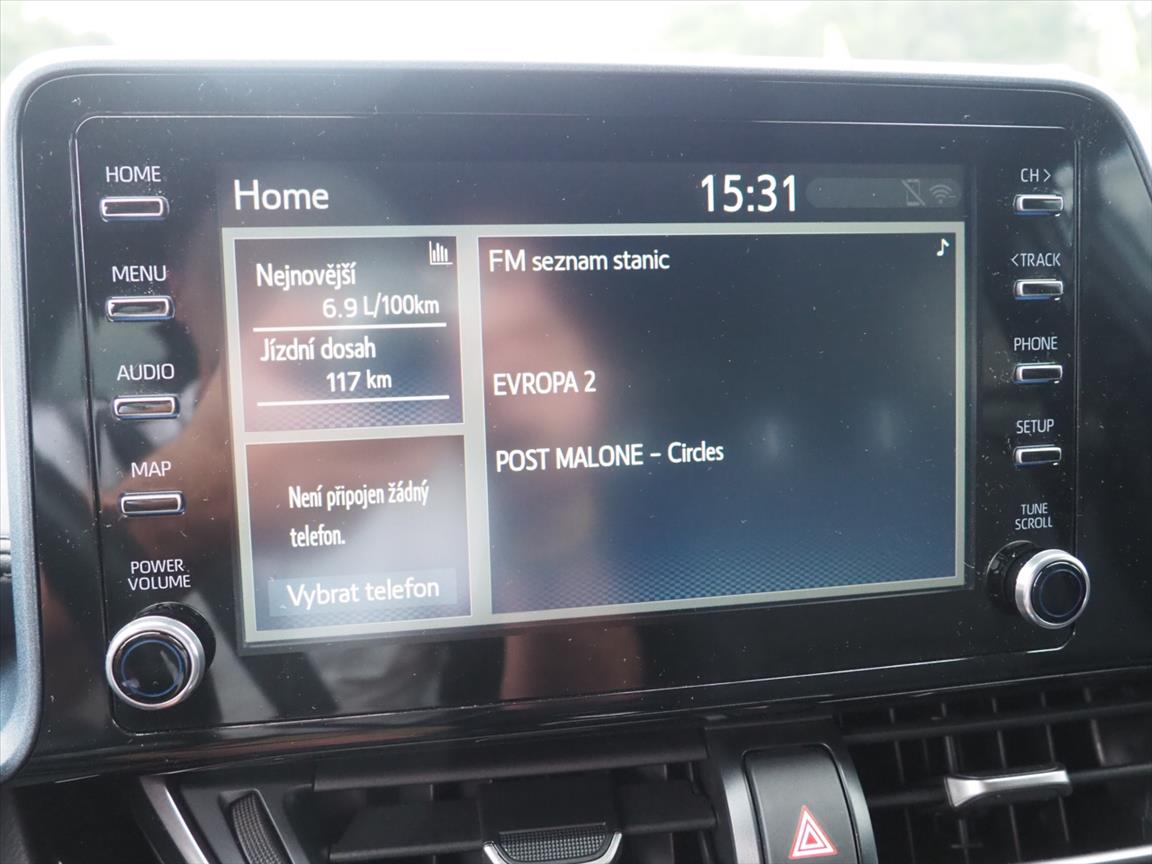 HOME
MENU
AUDIO
MAP
POWER
VOLUME
Home
15:31
Nejnovější
6.9 L/100km
Jízdní dosah
117 km
Není připojen žádný
telefon.
Vybrat telefon
FM seznam stanic
EVROPA 2
POST MALONE – Circles
CH >
<TRACK
PHONE
SETUP
TUNE
SCROLL